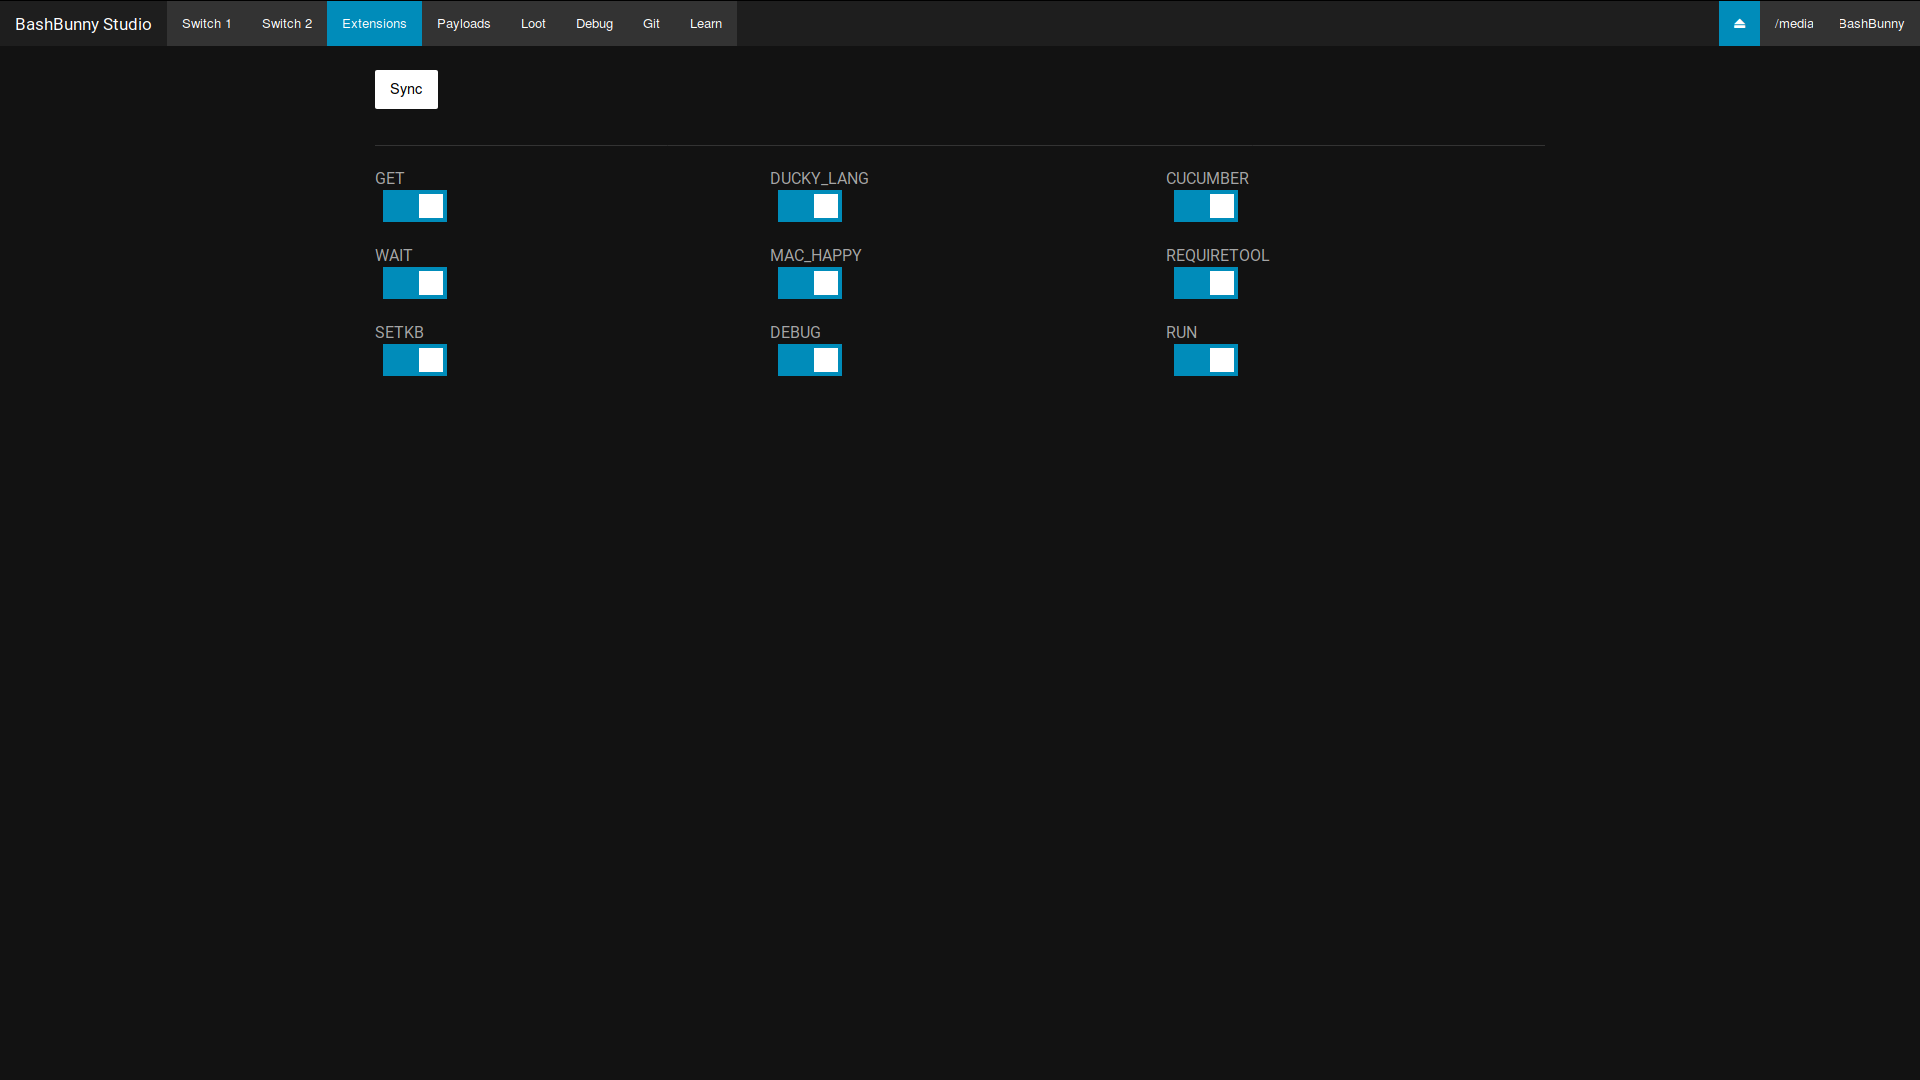 BashBunny Studio Switch 1 Switch 2 Extensions Payloads Loot Debug Git Learn ⏏ /media BashBunny
Sync
GET DUCKY_LANG CUCUMBER
WAIT MAC_HAPPY REQUIRETOOL
SETKB DEBUG RUN